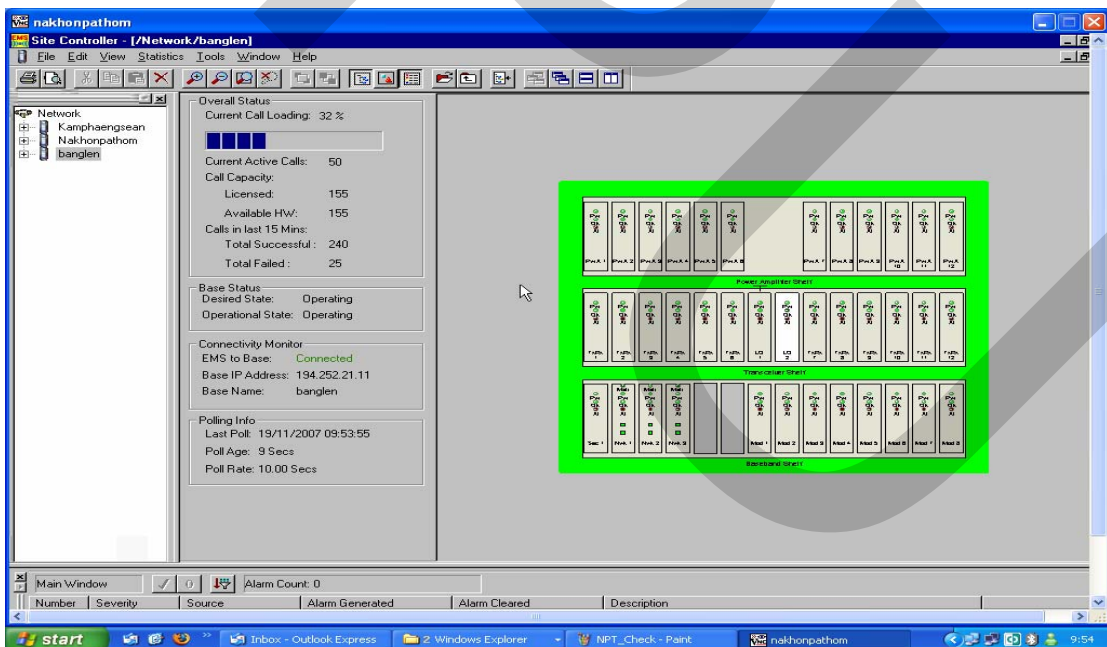 nakhonpathom
Site Controller - [/Network/banglen]
File Edit View Statistics Tools Window Help
Network
Kamphaengsean
Nakhonpathom
banglen
Overall Status
Current Call Loading: 32 %
Current Active Calls: 50
Call Capacity:
Licensed: 155
Available HW: 155
Calls in last 15 Mins:
Total Successful : 240
Total Failed : 25
Base Status
Desired State: Operating
Operational State: Operating
Connectivity Monitor
EMS to Base: Connected
Base IP Address: 194.252.21.11
Base Name: banglen
Polling Info
Last Poll: 19/11/2007 09:53:55
Poll Age: 9 Secs
Poll Rate: 10.00 Secs
Power Amplifier Shelf
Transceiver Shelf
Baseband Shelf
Main Window
Alarm Count: 0
Number Severity Source Alarm Generated Alarm Cleared Description
start
Inbox - Outlook Express
2 Windows Explorer
NPT_Check - Paint
nakhonpathom
9:54